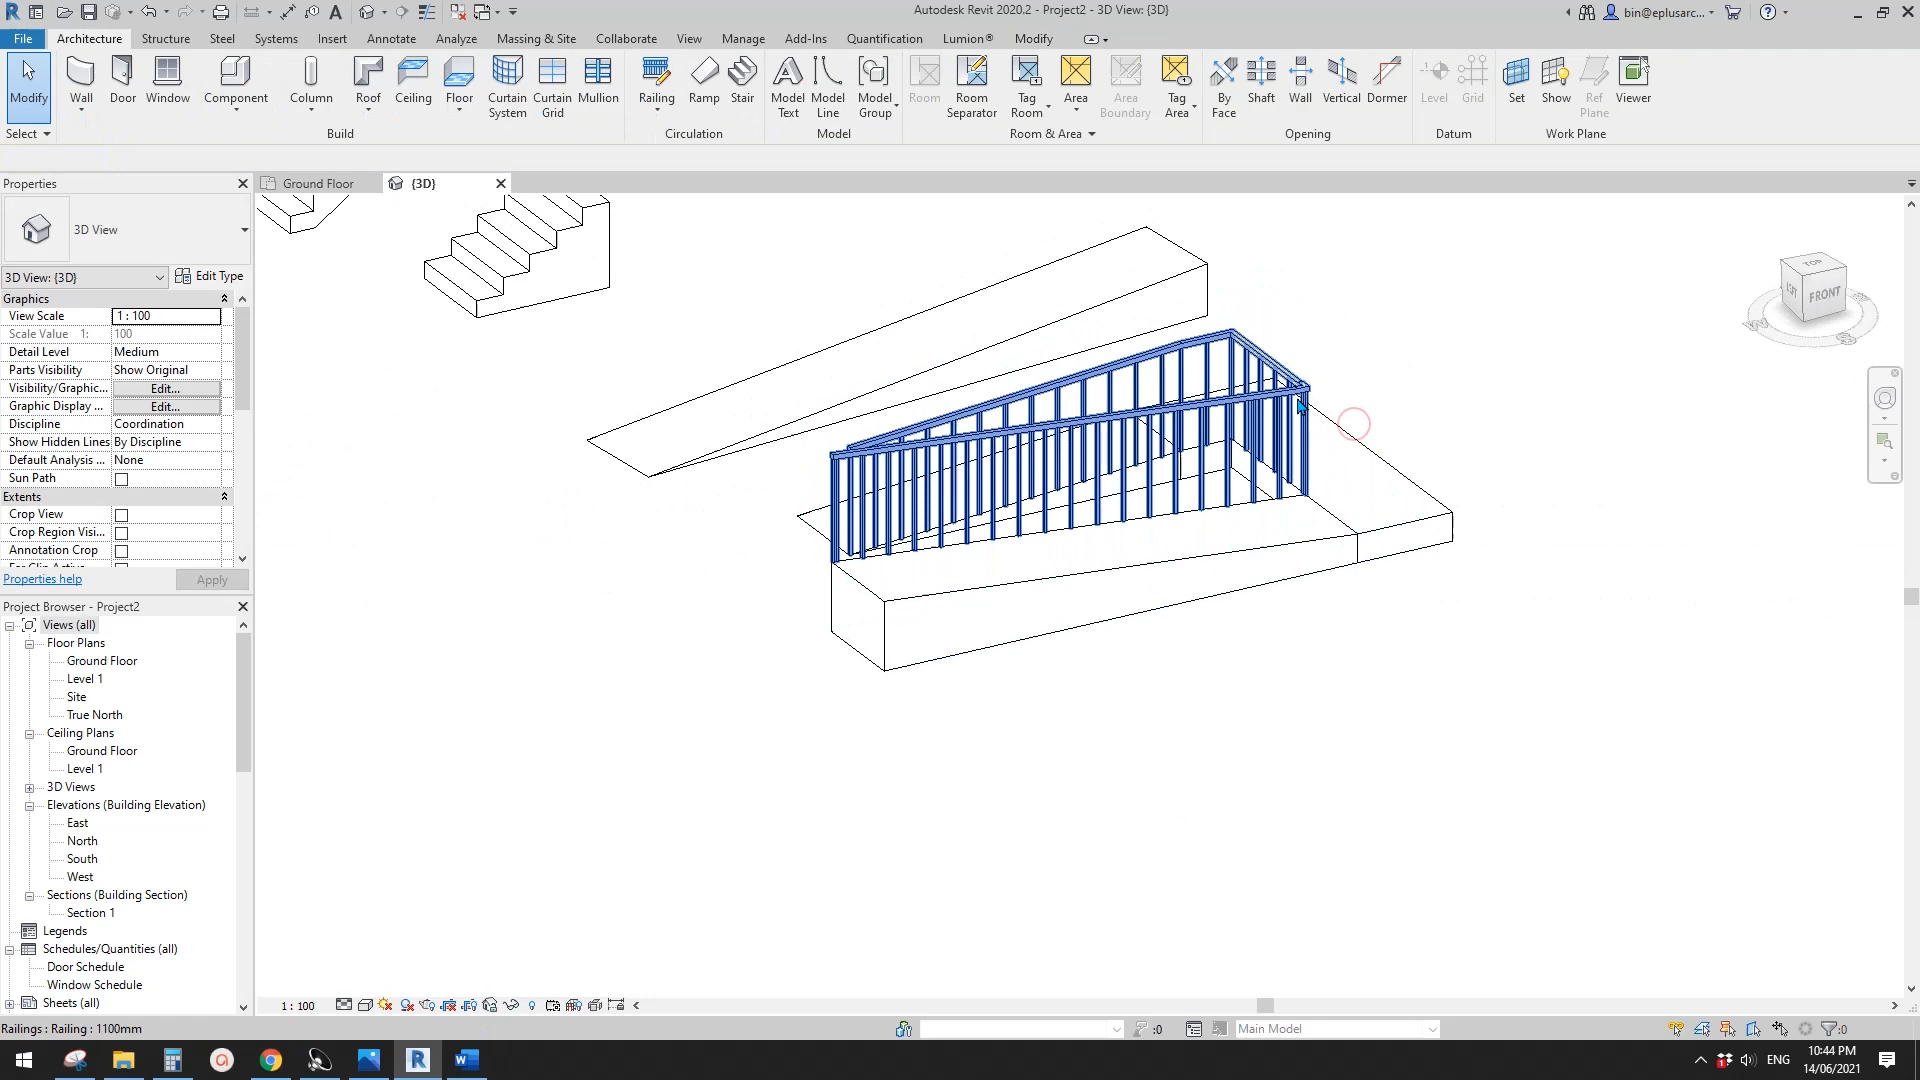 Autodesk Revit 2020.2 - Project2 - 3D View: {3D}
bin@eplusarc...
File
Architecture
Structure
Steel
Systems
Insert
Annotate
Analyze
Massing & Site
Collaborate
View
Manage
Add-Ins
Quantification
Lumion®
Modify
Modify
Wall
Door
Window
Component
Column
Roof
Ceiling
Floor
Curtain System
Curtain Grid
Mullion
Railing
Ramp
Stair
Model Text
Model Line
Model Group
Room
Room Separator
Tag Room
Area
Area Boundary
Tag Area
By Face
Shaft
Wall
Vertical
Dormer
Level
Grid
Set
Show
Ref Plane
Viewer
Select
Build
Circulation
Model
Room & Area
Opening
Datum
Work Plane
Properties
Ground Floor
{3D}
3D View
3D View: {3D}
Edit Type
Graphics
View Scale 1 : 100
Scale Value 1: 100
Detail Level Medium
Parts Visibility Show Original
Visibility/Graphic... Edit...
Graphic Display ... Edit...
Discipline Coordination
Show Hidden Lines By Discipline
Default Analysis ... None
Sun Path
Extents
Crop View
Crop Region Visi...
Annotation Crop
Properties help
Apply
TOP
LEFT
FRONT
W
S
Project Browser - Project2
Views (all)
Floor Plans
Ground Floor
Level 1
Site
True North
Ceiling Plans
Ground Floor
Level 1
3D Views
Elevations (Building Elevation)
East
North
South
West
Sections (Building Section)
Section 1
Legends
Schedules/Quantities (all)
Door Schedule
Window Schedule
Sheets (all)
1 : 100
Railings : Railing : 1100mm
:0
Main Model
:0
ENG
10:44 PM
14/06/2021